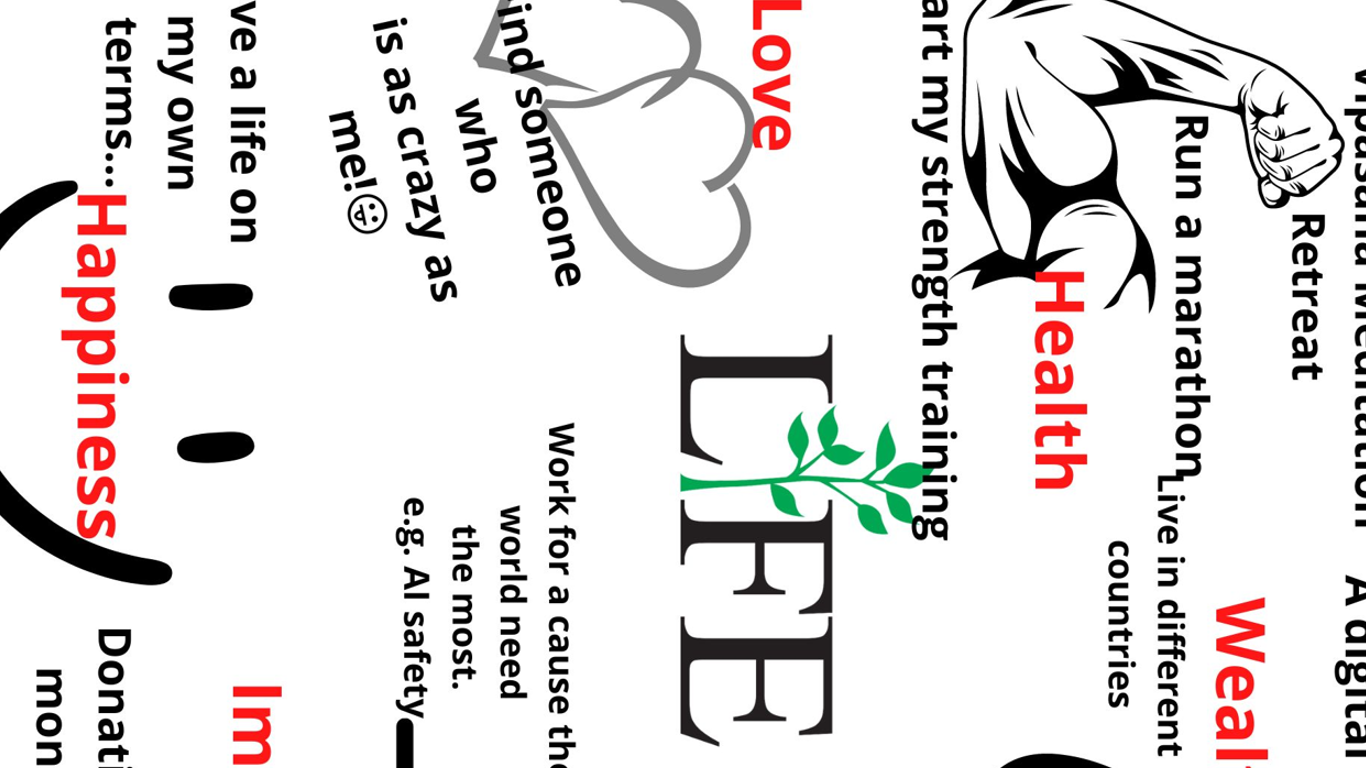 Vipasana Meditation
Retreat
A digital
Run a marathon
Health
art my strength training
Wealt
Live in different
countries
Love
LIFE
ind someone
who
is as crazy as
me!😜
Work for a cause the
world need
the most.
e.g. AI safety
ve a life on
my own
terms...
Happiness
Im
Donati
mon